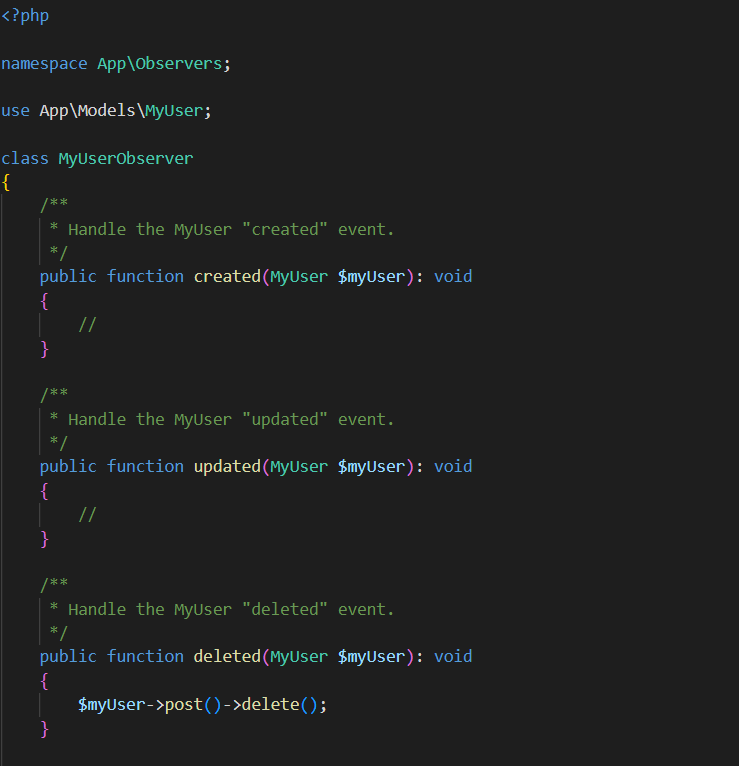 <?php
namespace App\Observers;
use App\Models\MyUser;
class MyUserObserver
{
/**
* Handle the MyUser "created" event.
*/
public function created(MyUser $myUser): void
{
//
}
/**
* Handle the MyUser "updated" event.
*/
public function updated(MyUser $myUser): void
{
//
}
/**
* Handle the MyUser "deleted" event.
*/
public function deleted(MyUser $myUser): void
{
$myUser->post()->delete();
}